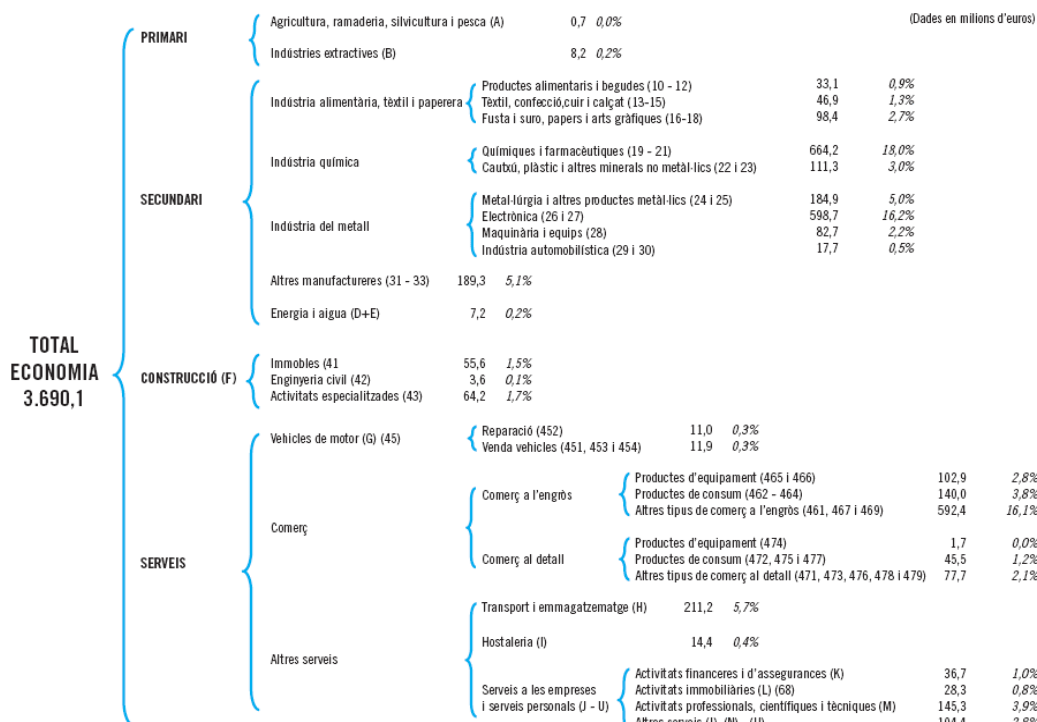 (Dades en milions d'euros)
Agricultura, ramaderia, silvicultura i pesca (A) 0,7 0,0%
PRIMARI
Indústries extractives (B) 8,2 0,2%
Productes alimentaris i begudes (10 - 12) 33,1 0,9%
Indústria alimentària, tèxtil i paperera
Tèxtil, confecció,cuir i calçat (13-15) 46,9 1,3%
Fusta i suro, papers i arts gràfiques (16-18) 98,4 2,7%
Químiques i farmacèutiques (19 - 21) 664,2 18,0%
Indústria química
Cautxú, plàstic i altres minerals no metàl·lics (22 i 23) 111,3 3,0%
SECUNDARI
Metal·lúrgia i altres productes metàl·lics (24 i 25) 184,9 5,0%
Electrònica (26 i 27) 598,7 16,2%
Indústria del metall
Maquinària i equips (28) 82,7 2,2%
Indústria automobilística (29 i 30) 17,7 0,5%
Altres manufactureres (31 - 33) 189,3 5,1%
Energia i aigua (D+E) 7,2 0,2%
TOTAL
ECONOMIA
3.690,1
Immobles (41 55,6 1,5%
CONSTRUCCIÓ (F)
Enginyeria civil (42) 3,6 0,1%
Activitats especialitzades (43) 64,2 1,7%
Vehicles de motor (G) (45)
Reparació (452) 11,0 0,3%
Venda vehicles (451, 453 i 454) 11,9 0,3%
Productes d'equipament (465 i 466) 102,9 2,8%
Comerç a l'engròs
Productes de consum (462 - 464) 140,0 3,8%
Altres tipus de comerç a l'engròs (461, 467 i 469) 592,4 16,1%
Comerç
Productes d'equipament (474) 1,7 0,0%
SERVEIS
Comerç al detall
Productes de consum (472, 475 i 477) 45,5 1,2%
Altres tipus de comerç al detall (471, 473, 476, 478 i 479) 77,7 2,1%
Transport i emmagatzematge (H) 211,2 5,7%
Hostaleria (I) 14,4 0,4%
Altres serveis
Activitats financeres i d'assegurances (K) 36,7 1,0%
Serveis a les empreses
i serveis personals (J - U)
Activitats immobiliàries (L) (68) 28,3 0,8%
Activitats professionals, científiques i tècniques (M) 145,3 3,9%
Altres serveis